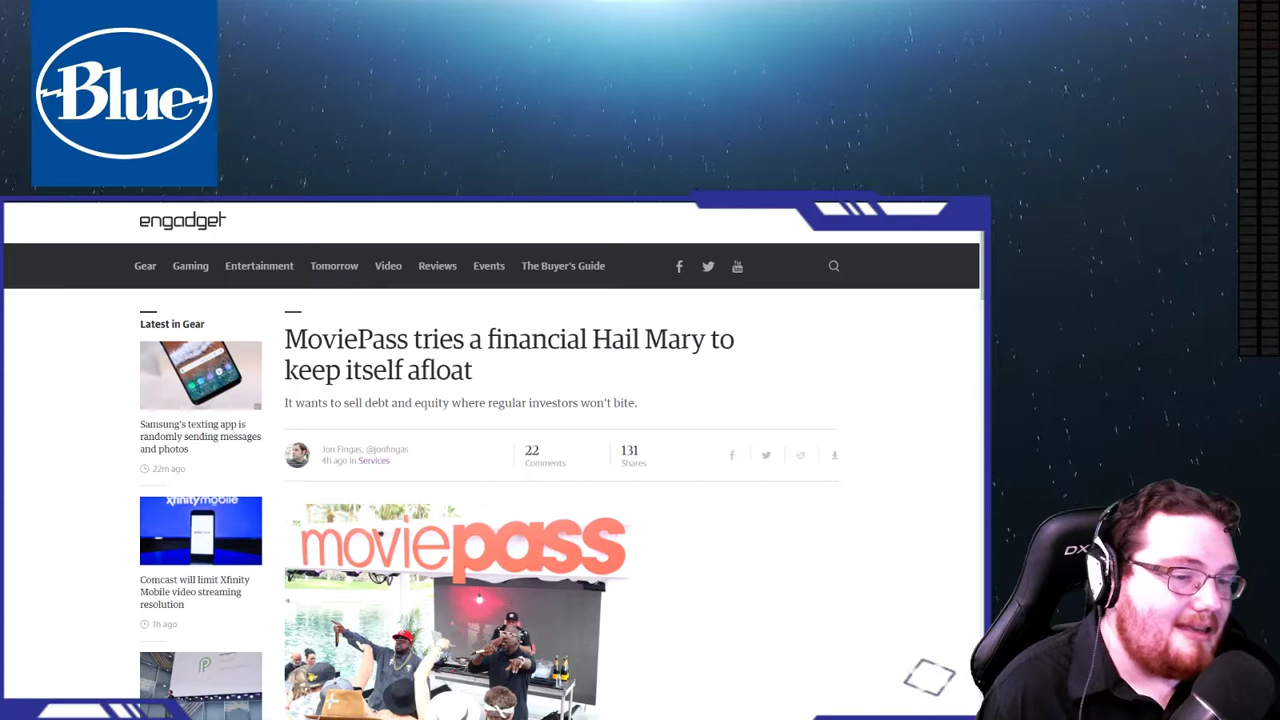 Blue
engadget
Gear Gaming Entertainment Tomorrow Video Reviews Events The Buyer's Guide
Latest in Gear
Samsung's texting app is
randomly sending messages
and photos
22m ago
xfinity mobile
Comcast will limit Xfinity
Mobile video streaming
resolution
1h ago
MoviePass tries a financial Hail Mary to
keep itself afloat
It wants to sell debt and equity where regular investors won't bite.
Jon Fingas, @jonfingas
4h ago in Services
22
Comments
131
Shares
moviepass
DX